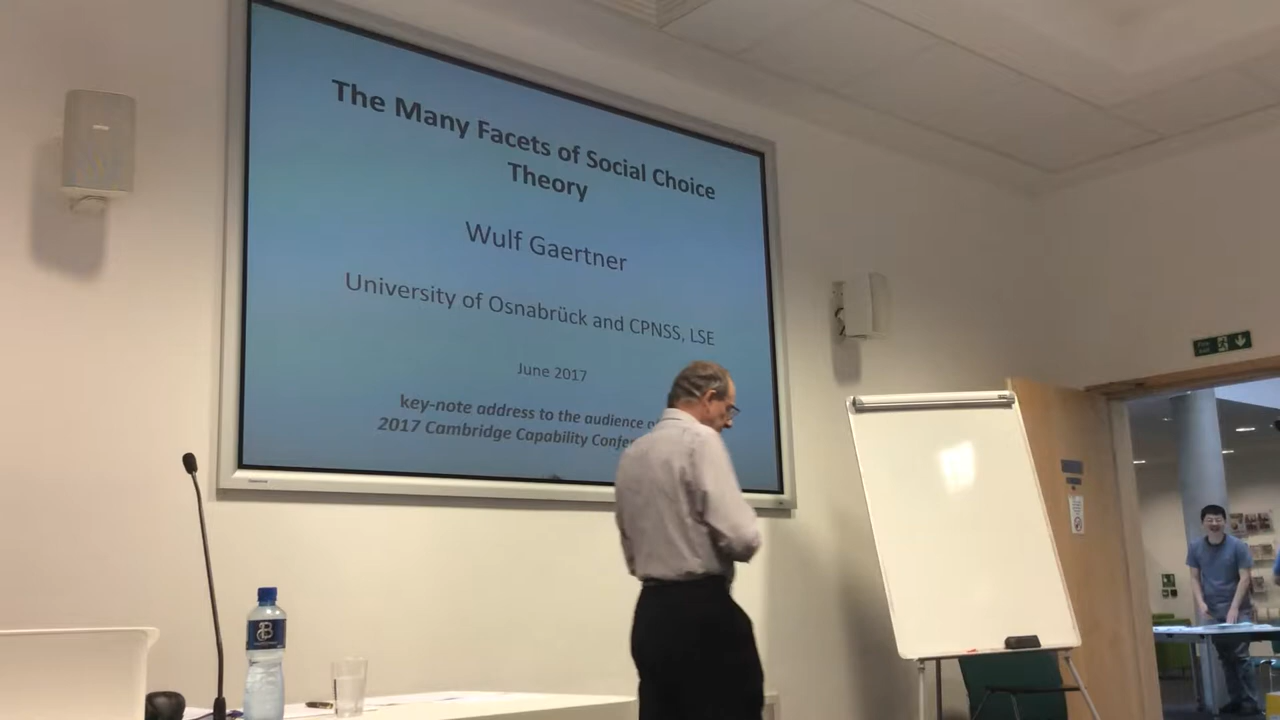 The Many Facets of Social Choice
Theory
Wulf Gaertner
University of Osnabrück and CPNSS, LSE
June 2017
key-note address to the audience
2017 Cambridge Capability